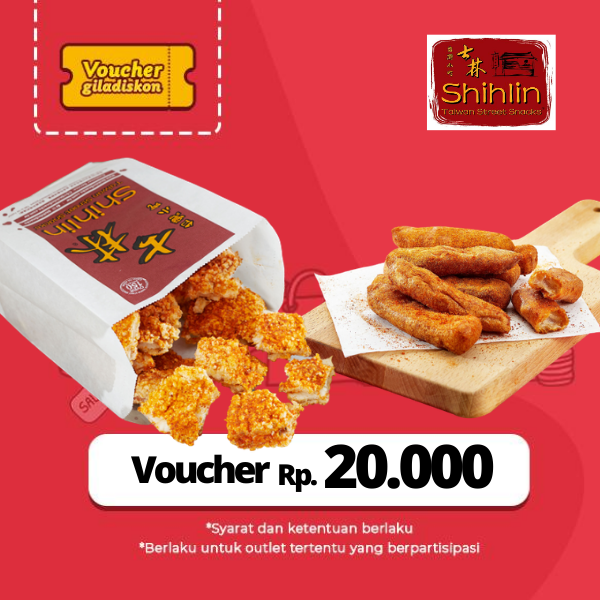 Voucher
giladiskon
士林
Shihlin
Taiwan Street Snacks
Shihlin
士林
SAL
Voucher Rp. 20.000
*Syarat dan ketentuan berlaku
*Berlaku untuk outlet tertentu yang berpartisipasi